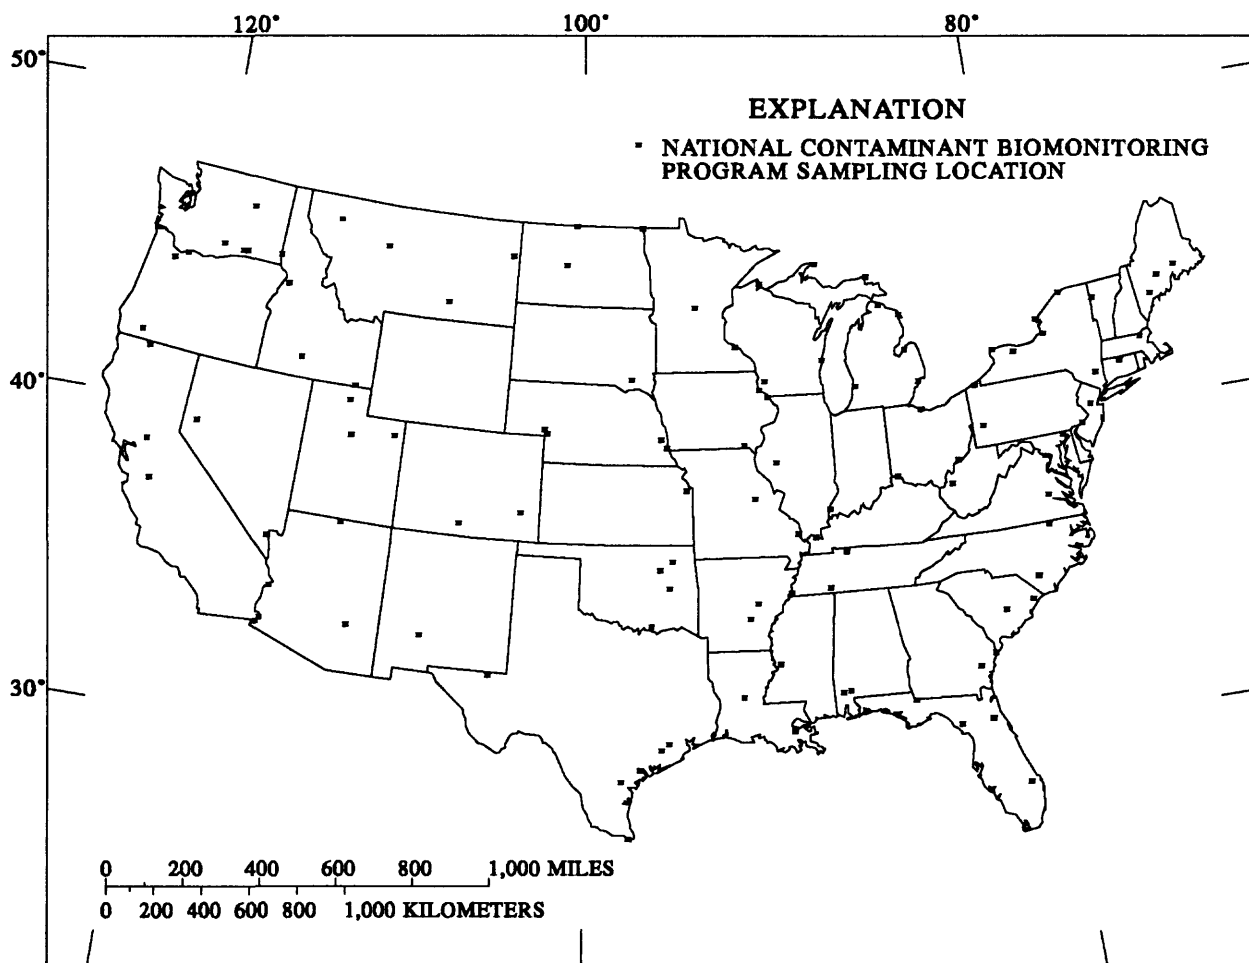 120° 100° 80°
50°
EXPLANATION
NATIONAL CONTAMINANT BIOMONITORING
PROGRAM SAMPLING LOCATION
40°
30°
0 200 400 600 800 1,000 MILES
0 200 400 600 800 1,000 KILOMETERS